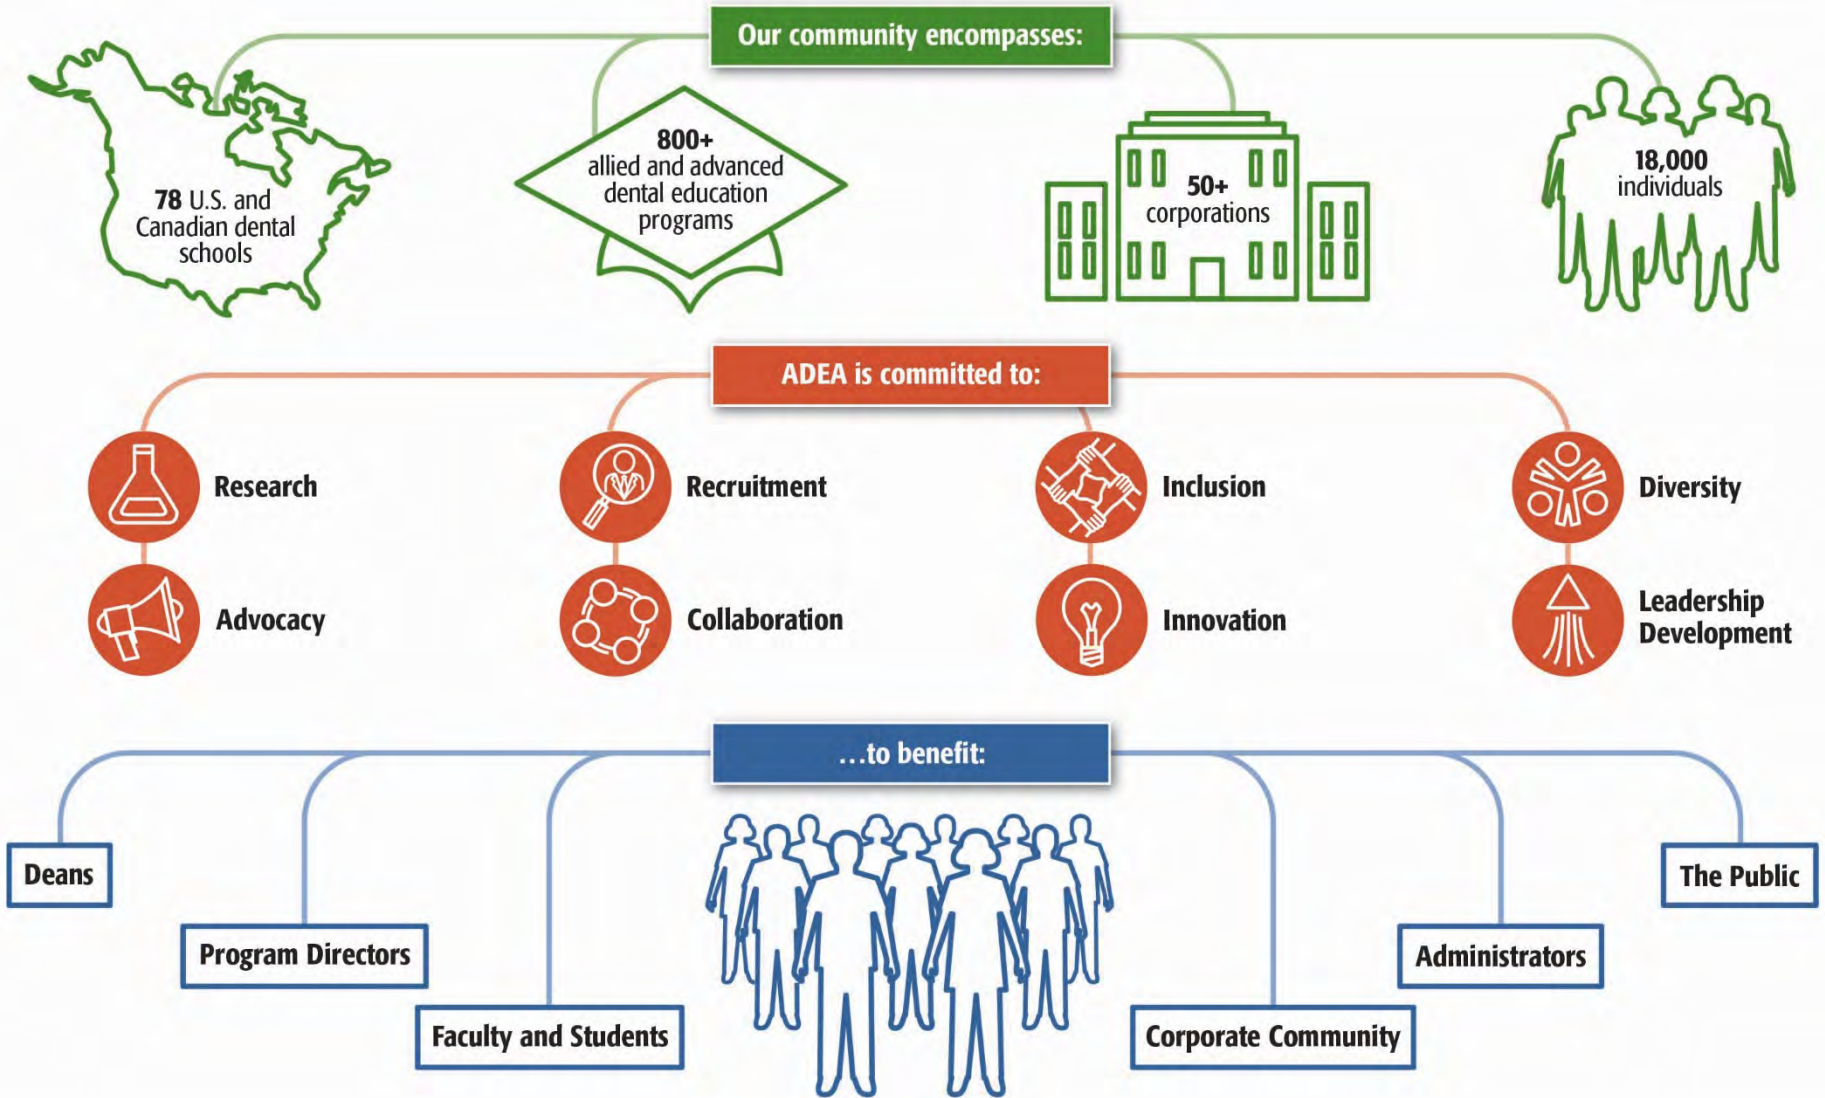 Our community encompasses:
78 U.S. and
Canadian dental
schools
800+
allied and advanced
dental education
programs
50+
corporations
18,000
individuals
ADEA is committed to:
Research
Recruitment
Inclusion
Diversity
Advocacy
Collaboration
Innovation
Leadership
Development
...to benefit:
Deans
Program Directors
Faculty and Students
Corporate Community
Administrators
The Public